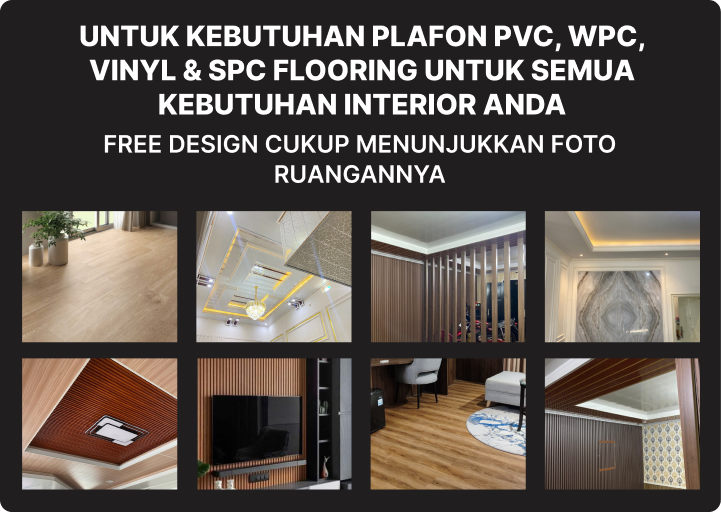 UNTUK KEBUTUHAN PLAFON PVC, WPC,
VINYL & SPC FLOORING UNTUK SEMUA
KEBUTUHAN INTERIOR ANDA
FREE DESIGN CUKUP MENUNJUKKAN FOTO
RUANGANNYA